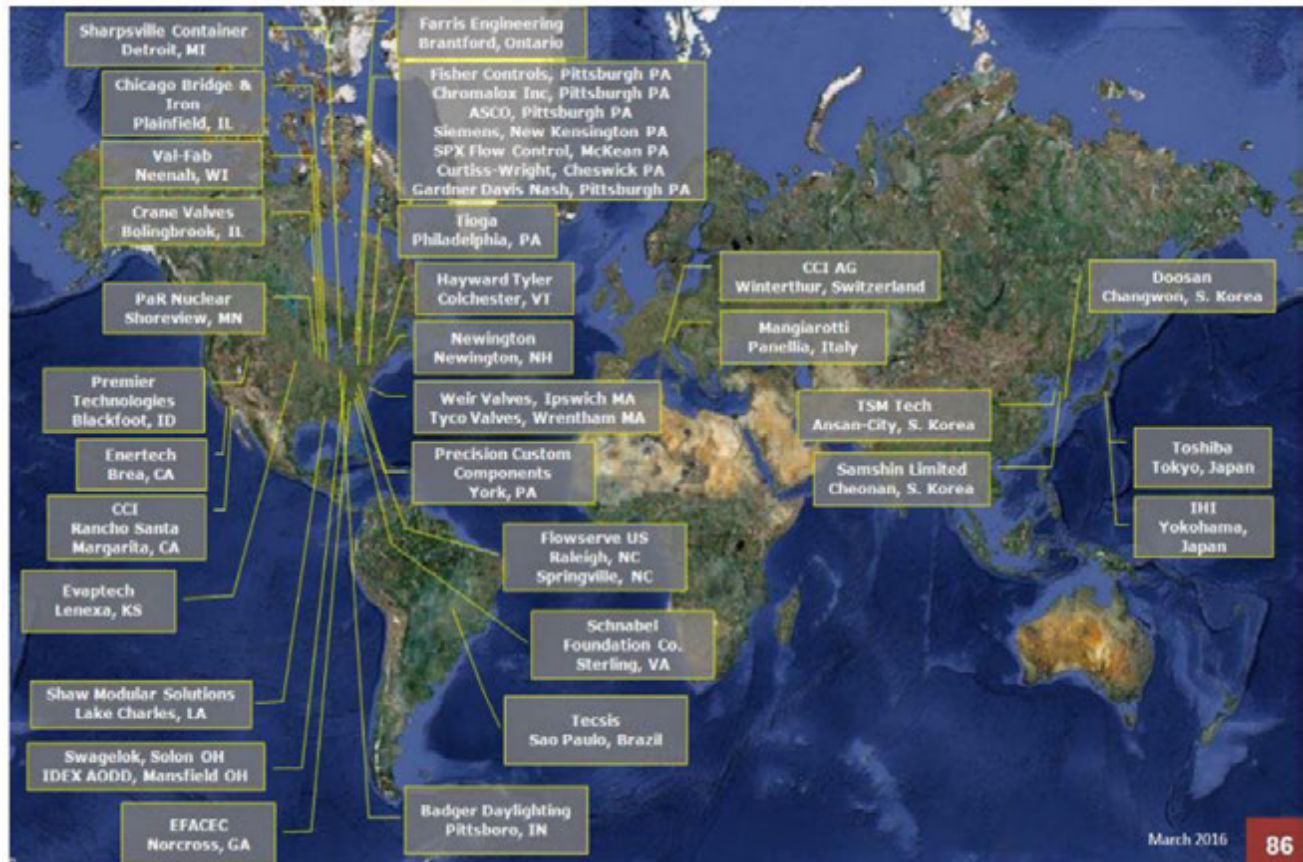 Sharpsville Container
Detroit, MI
Farris Engineering
Brantford, Ontario
Chicago Bridge &
Iron
Plainfield, IL
Fisher Controls, Pittsburgh PA
Chromalox Inc, Pittsburgh PA
ASCO, Pittsburgh PA
Siemens, New Kensington PA
SPX Flow Control, McKean PA
Curtiss-Wright, Cheswick PA
Gardner Davis Nash, Pittsburgh PA
Val-Fab
Neenah, WI
Crane Valves
Bolingbrook, IL
Tioga
Philadelphia, PA
PaR Nuclear
Shoreview, MN
Hayward Tyler
Colchester, VT
CCI AG
Winterthur, Switzerland
Doosan
Changwon, S. Korea
Newington
Newington, NH
Mangiarotti
Panellia, Italy
Premier
Technologies
Blackfoot, ID
Weir Valves, Ipswich MA
Tyco Valves, Wrentham MA
TSM Tech
Ansan-City, S. Korea
Enertech
Brea, CA
Precision Custom
Components
York, PA
Samshin Limited
Cheonan, S. Korea
Toshiba
Tokyo, Japan
CCI
Rancho Santa
Margarita, CA
IHI
Yokohama,
Japan
Flowserve US
Raleigh, NC
Springville, NC
Evaptech
Lenexa, KS
Schnabel
Foundation Co.
Sterling, VA
Shaw Modular Solutions
Lake Charles, LA
Tecsis
Sao Paulo, Brazil
Swagelok, Solon OH
IDEX AODD, Mansfield OH
Badger Daylighting
Pittsboro, IN
EFACEC
Norcross, GA
March 2016
86